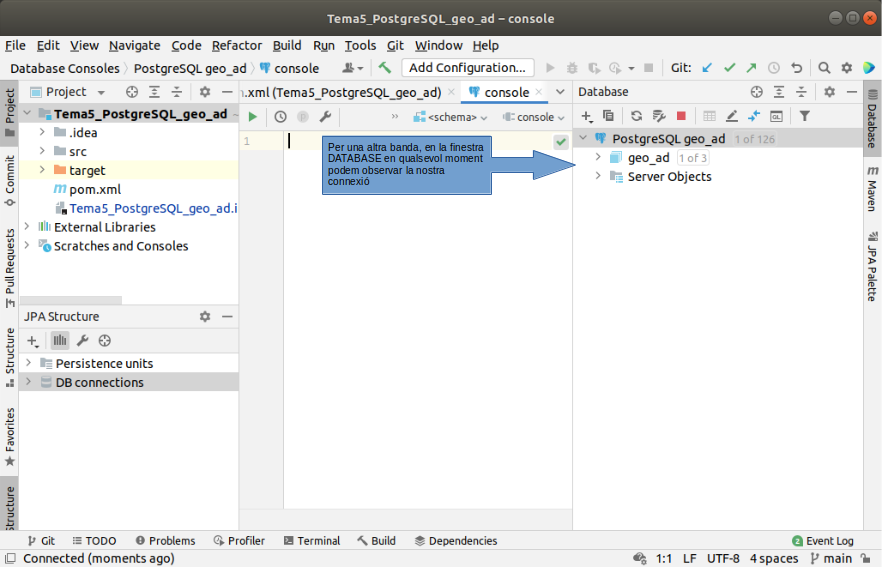 Tema5_PostgreSQL_geo_ad – console
File Edit View Navigate Code Refactor Build Run Tools Git Window Help
Database Consoles PostgreSQL geo_ad console Add Configuration... Git:
Project
n.xml (Tema5_PostgreSQL_geo_ad) console
Database
Tema5_PostgreSQL_geo_ad
.idea
src
target
pom.xml
Tema5_PostgreSQL_geo_ad.i
External Libraries
Scratches and Consoles
JPA Structure
Persistence units
DB connections
» <schema> console
1
Per una altra banda, en la finestra
DATABASE en qualsevol moment
podem observar la nostra
connexió
PostgreSQL geo_ad 1 of 126
geo_ad 1 of 3
Server Objects
Project
Commit
Pull Requests
Structure
Favorites
Structure
Database
m Maven
JPA Palette
Git TODO Problems Profiler Terminal Build Dependencies 2 Event Log
Connected (moments ago) 1:1 LF UTF-8 4 spaces main